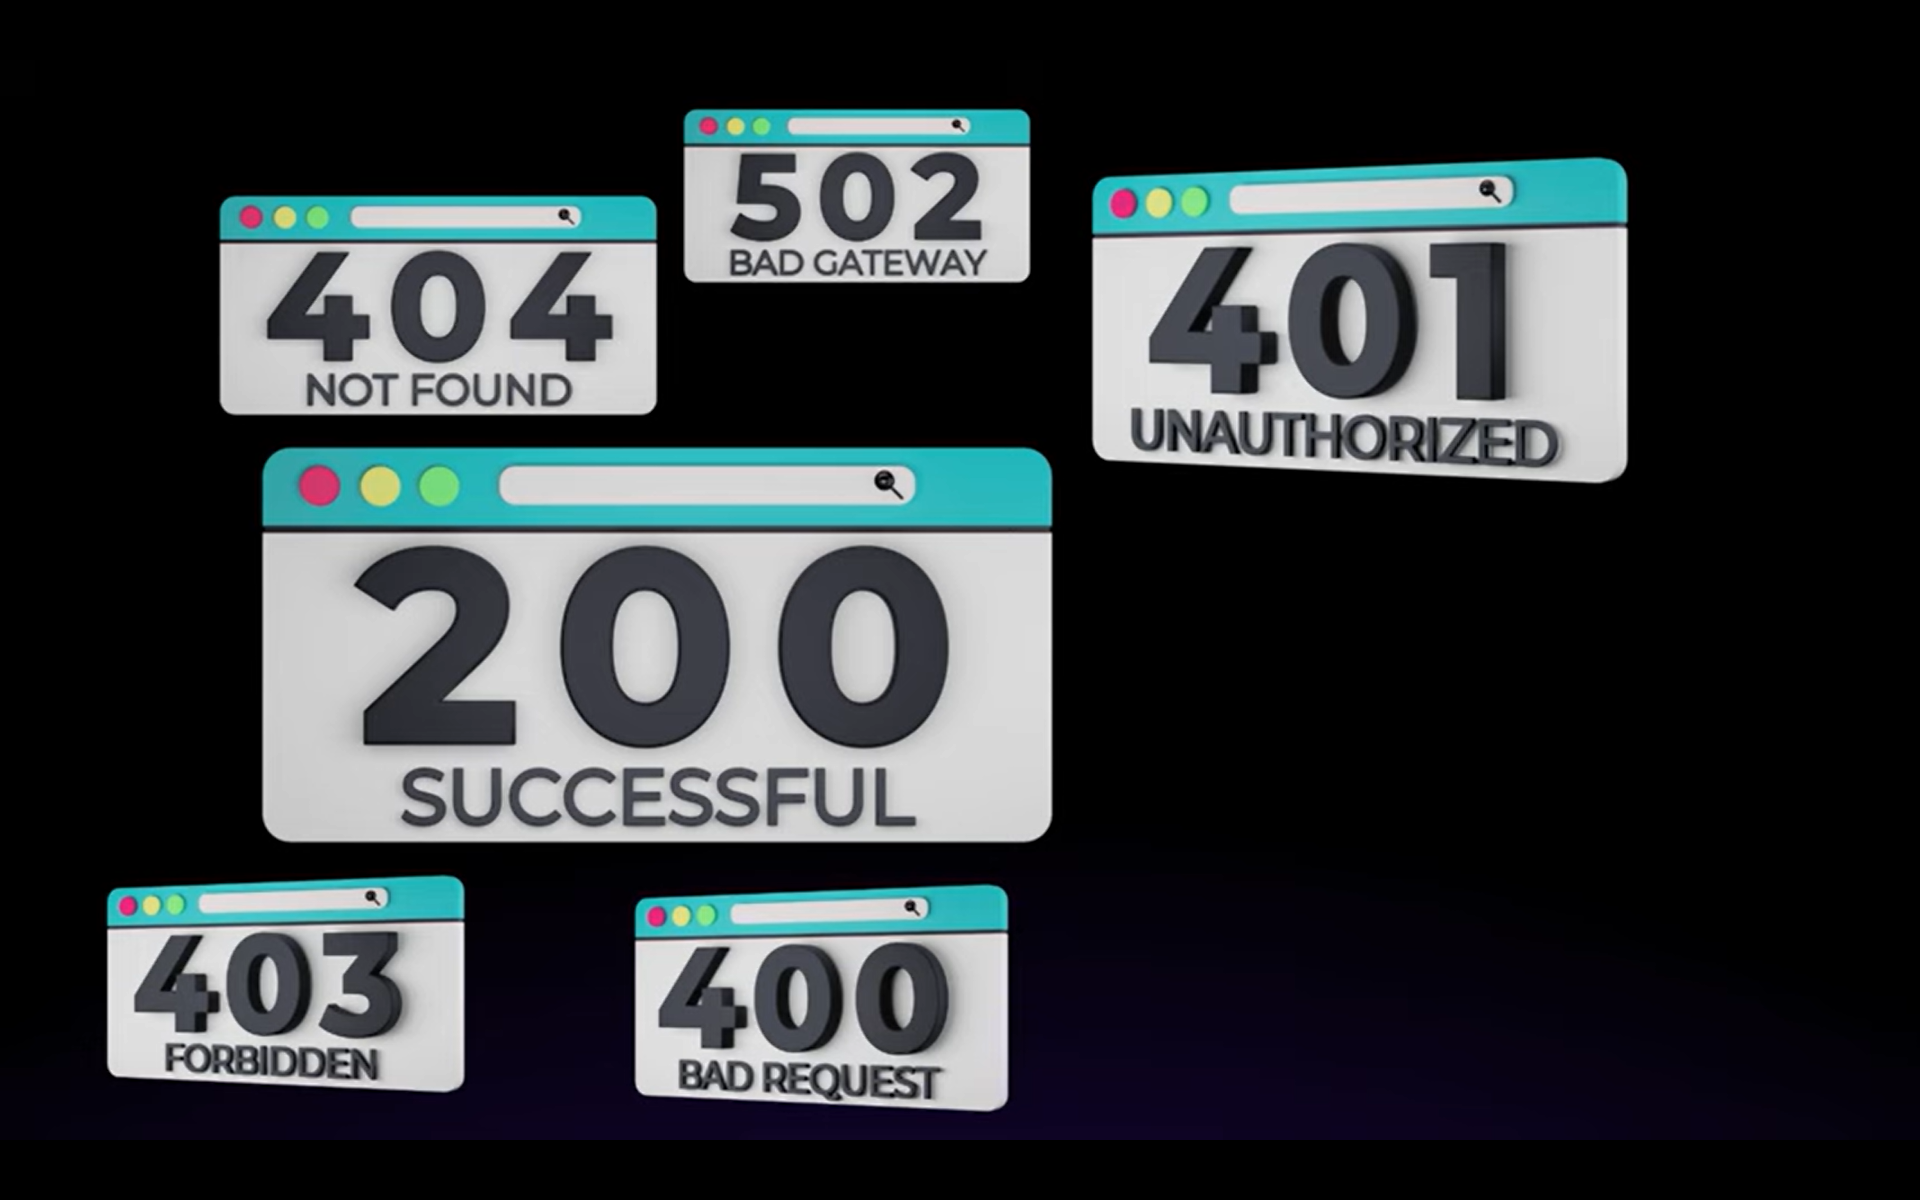 502
BAD GATEWAY
404
NOT FOUND
401
UNAUTHORIZED
200
SUCCESSFUL
403
FORBIDDEN
400
BAD REQUEST